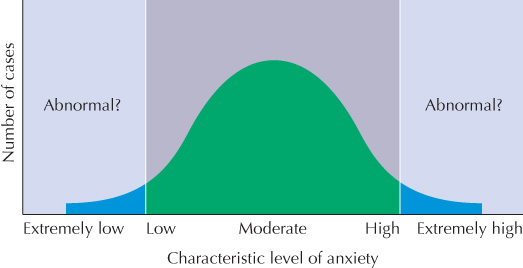 Number of cases
Abnormal?
Abnormal?
Extremely low
Low
Moderate
High
Extremely high
Characteristic level of anxiety